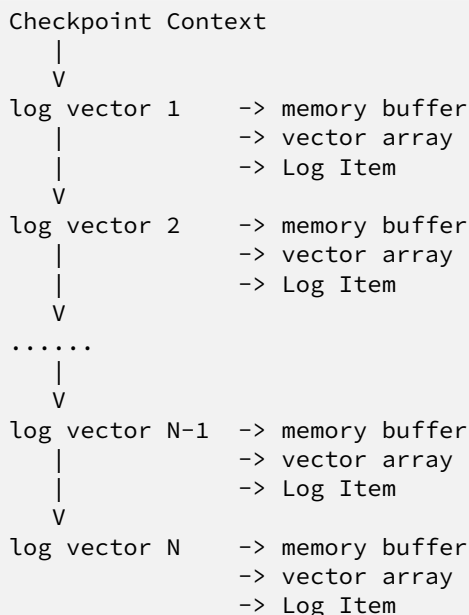 Checkpoint Context
   |
   V
log vector 1    -> memory buffer
   |            -> vector array
   |            -> Log Item
   V
log vector 2    -> memory buffer
   |            -> vector array
   |            -> Log Item
   V
......
   |
   V
log vector N-1  -> memory buffer
   |            -> vector array
   |            -> Log Item
   V
log vector N    -> memory buffer
                -> vector array
                -> Log Item